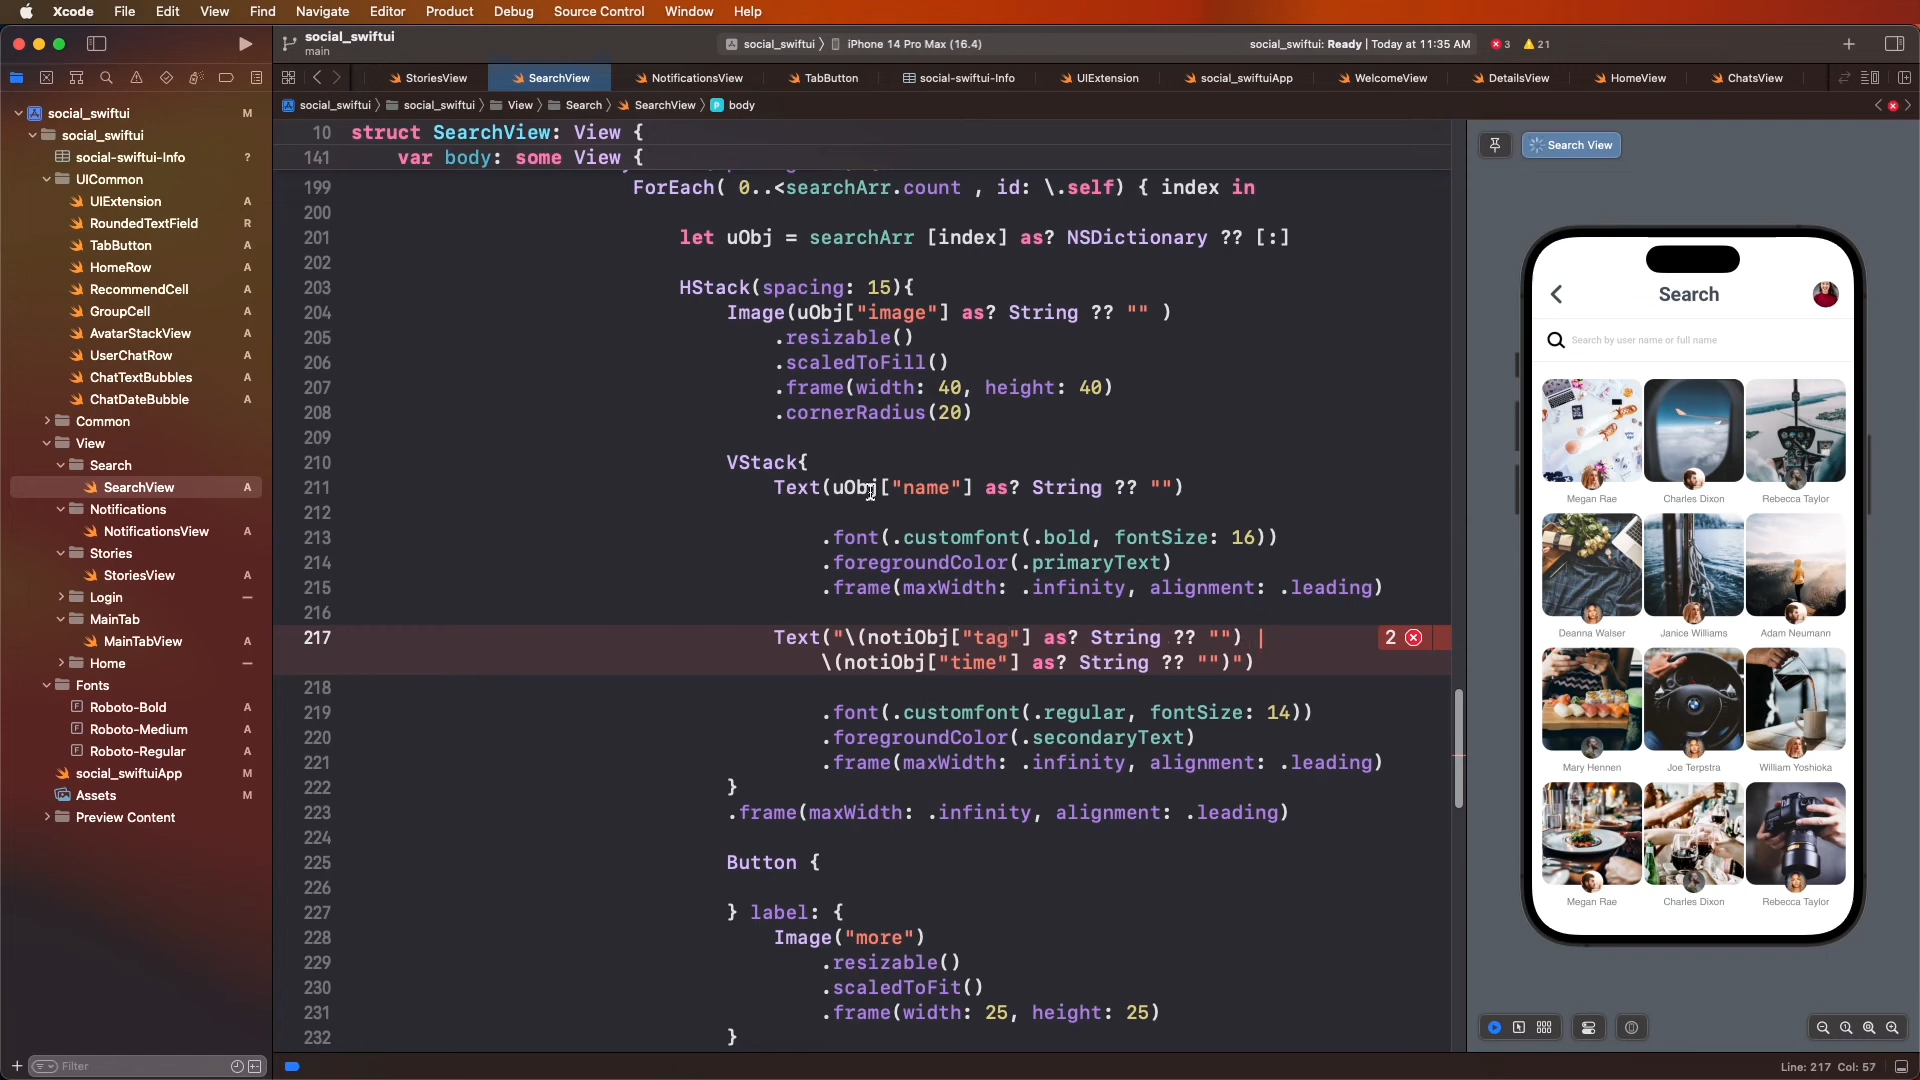 Xcode File Edit View Find Navigate Editor Product Debug Source Control Window Help
social_swiftui
main
social_swiftui iPhone 14 Pro Max (16.4)
social_swiftui: Ready | Today at 11:35 AM 3 21
StoriesView SearchView NotificationsView TabButton social-swiftui-Info UIExtension social_swiftuiApp WelcomeView DetailsView HomeView ChatsView
social_swiftui social_swiftui View Search SearchView body
social_swiftui M
social_swiftui
social-swiftui-Info ?
UICommon
UIExtension A
RoundedTextField R
TabButton A
HomeRow A
RecommendCell A
GroupCell A
AvatarStackView A
UserChatRow A
ChatTextBubbles A
ChatDateBubble A
Common
View
Search
SearchView A
Notifications
NotificationsView A
Stories
StoriesView A
Login
MainTab
MainTabView A
Home
Fonts
Roboto-Bold A
Roboto-Medium A
Roboto-Regular A
social_swiftuiApp M
Assets M
Preview Content
Filter
10 struct SearchView: View {
141 var body: some View {
199 ForEach( 0..<searchArr.count , id: \.self) { index in
200
201 let uObj = searchArr [index] as? NSDictionary ?? [:]
202
203 HStack(spacing: 15){
204 Image(uObj["image"] as? String ?? "" )
205 .resizable()
206 .scaledToFill()
207 .frame(width: 40, height: 40)
208 .cornerRadius(20)
209
210 VStack{
211 Text(uObj["name"] as? String ?? "")
212
213 .font(.customfont(.bold, fontSize: 16))
214 .foregroundColor(.primaryText)
215 .frame(maxWidth: .infinity, alignment: .leading)
216
217 Text("\(notiObj["tag"] as? String ?? "") | 2
\(notiObj["time"] as? String ?? "")")
218
219 .font(.customfont(.regular, fontSize: 14))
220 .foregroundColor(.secondaryText)
221 .frame(maxWidth: .infinity, alignment: .leading)
222 }
223 .frame(maxWidth: .infinity, alignment: .leading)
224
225 Button {
226
227 } label: {
228 Image("more")
229 .resizable()
230 .scaledToFit()
231 .frame(width: 25, height: 25)
232 }
Search View
Search
Search by user name or full name
Megan Rae Charles Dixon Rebecca Taylor
Deanna Walser Janice Williams Adam Neumann
Mary Hennen Joe Terpstra William Yoshioka
Megan Rae Charles Dixon Rebecca Taylor
Line: 217 Col: 57